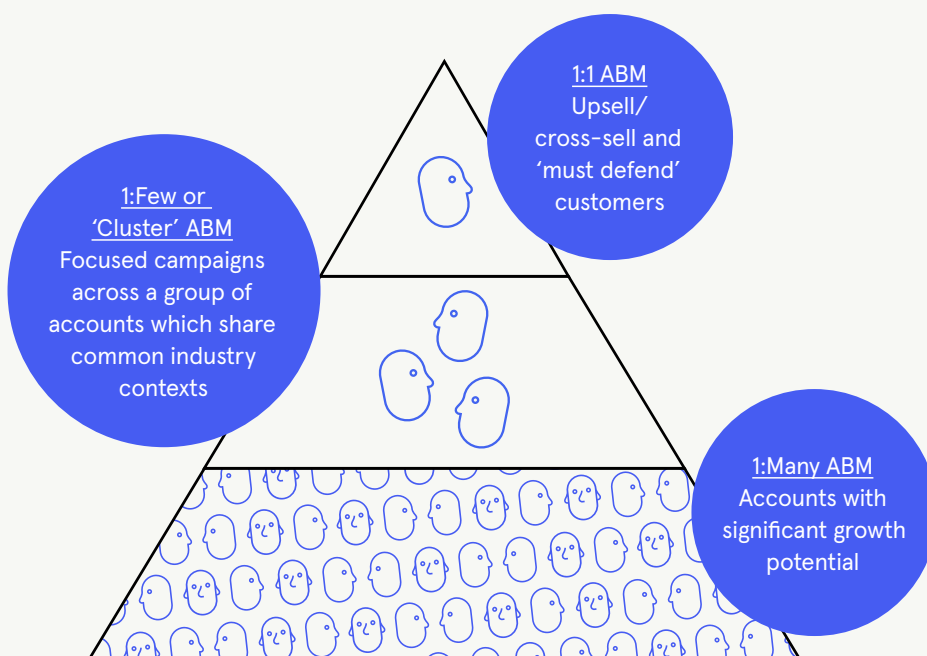 1:1 ABM
Upsell/
cross-sell and
‘must defend’
customers
1:Few or
‘Cluster’ ABM
Focused campaigns
across a group of
accounts which share
common industry
contexts
1:Many ABM
Accounts with
significant growth
potential